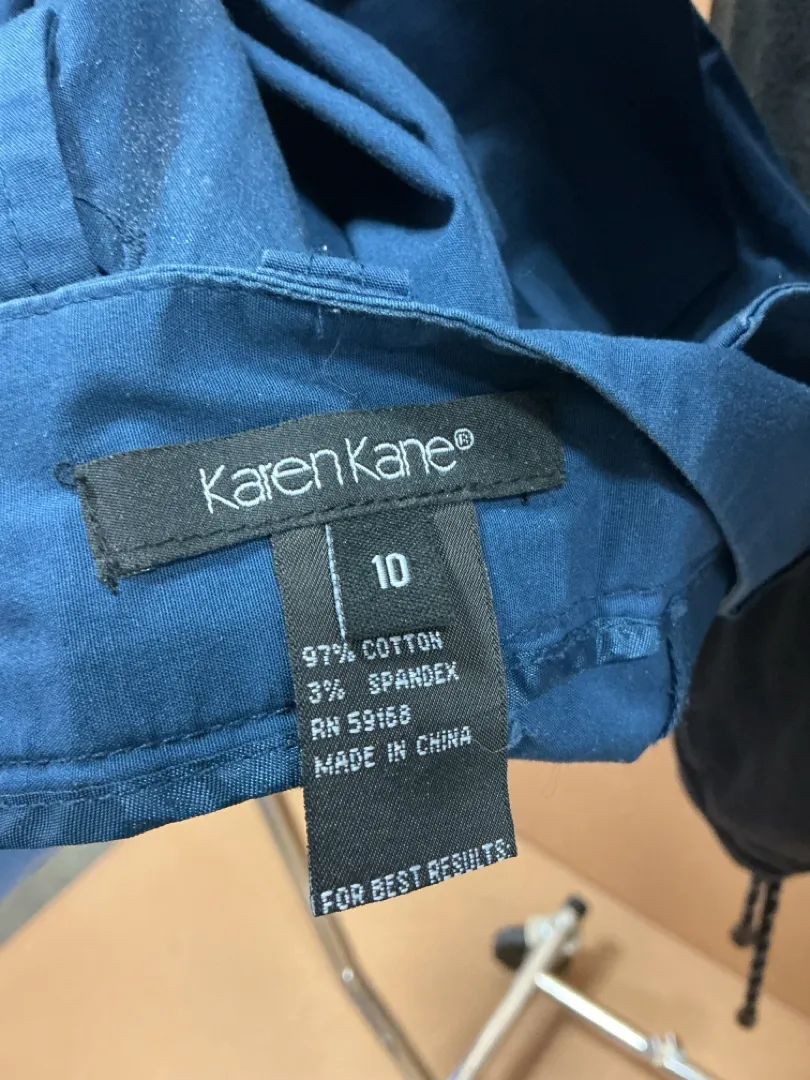 Karen Kane®
10
97% COTTON
3% SPANDEX
RN 59168
MADE IN CHINA
FOR BEST RESULTS: